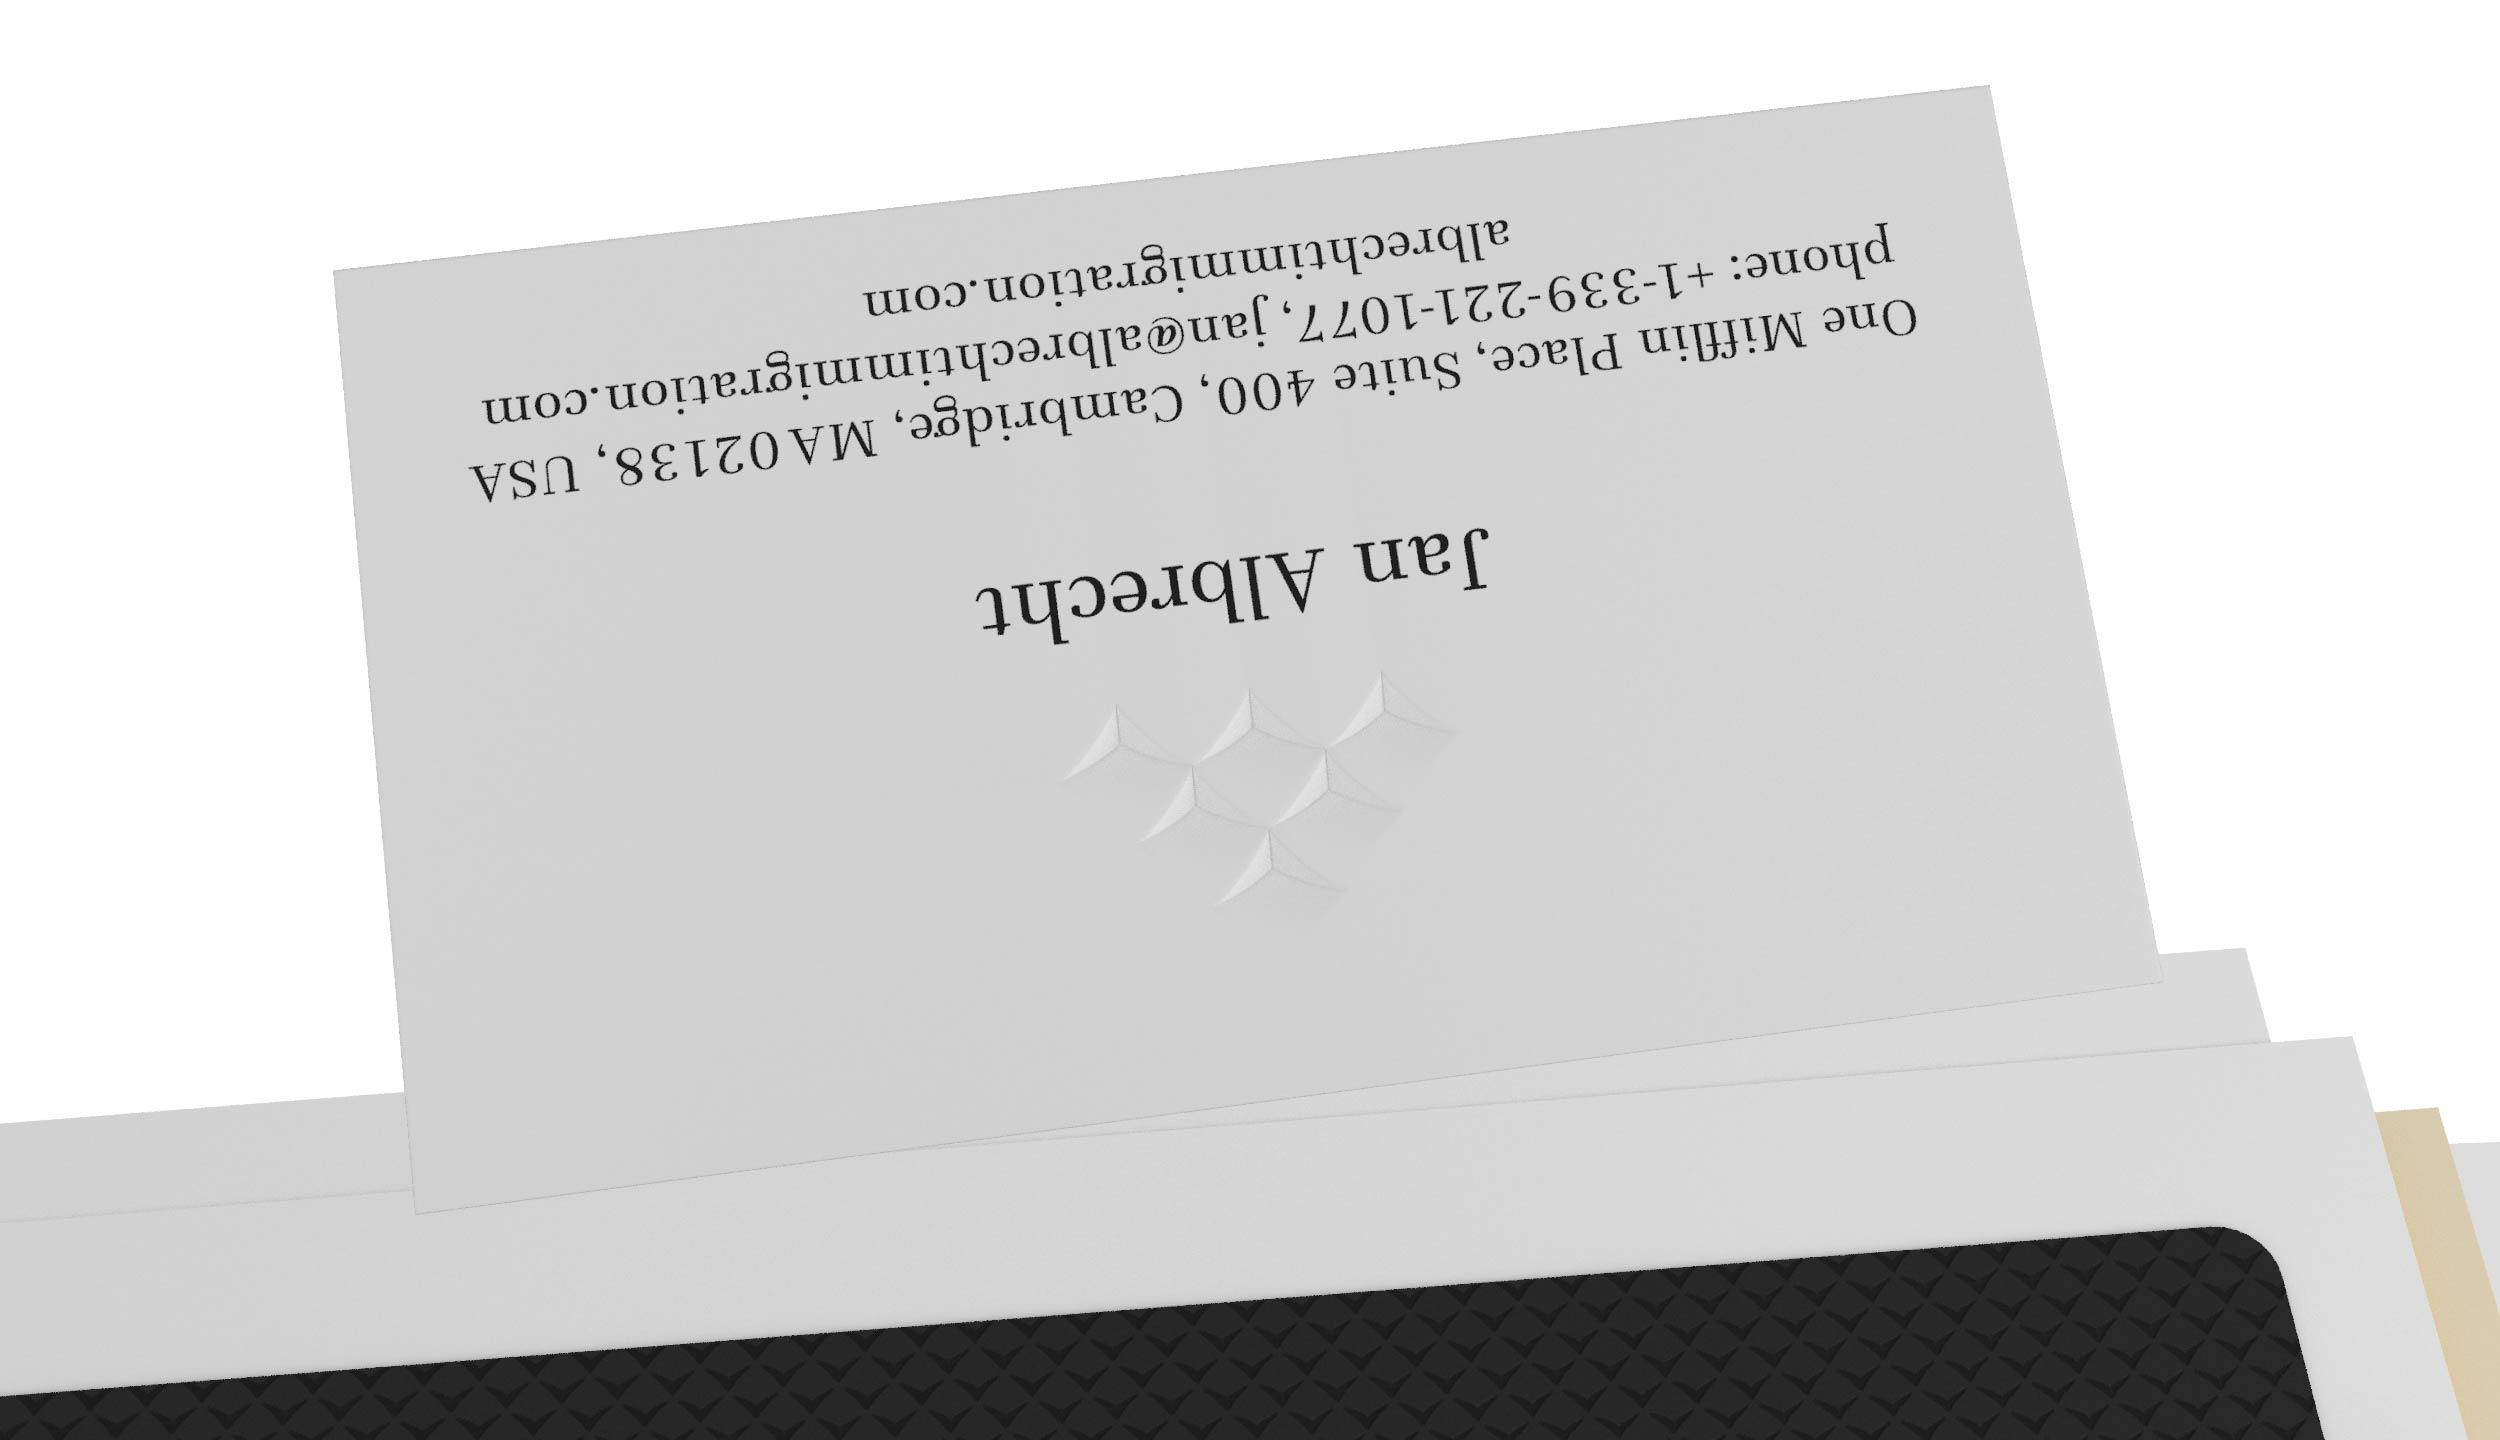 Jan Albrecht
One Mifflin Place, Suite 400, Cambridge, MA 02138, USA
phone: +1-339-221-1077, jan@albrechtimmigration.com
albrechtimmigration.com